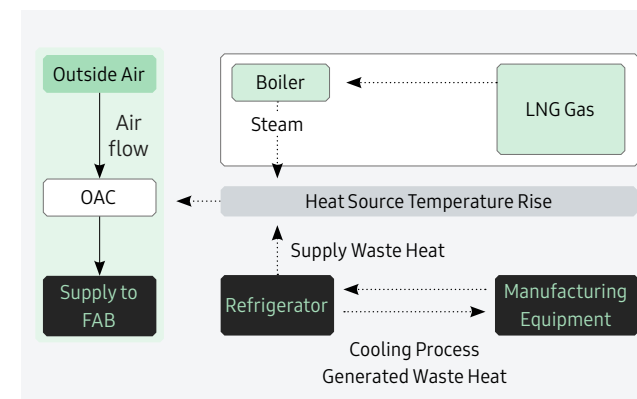 Outside Air
Air
flow
OAC
Supply to
FAB
Boiler
Steam
LNG Gas
Heat Source Temperature Rise
Supply Waste Heat
Refrigerator
Manufacturing
Equipment
Cooling Process
Generated Waste Heat